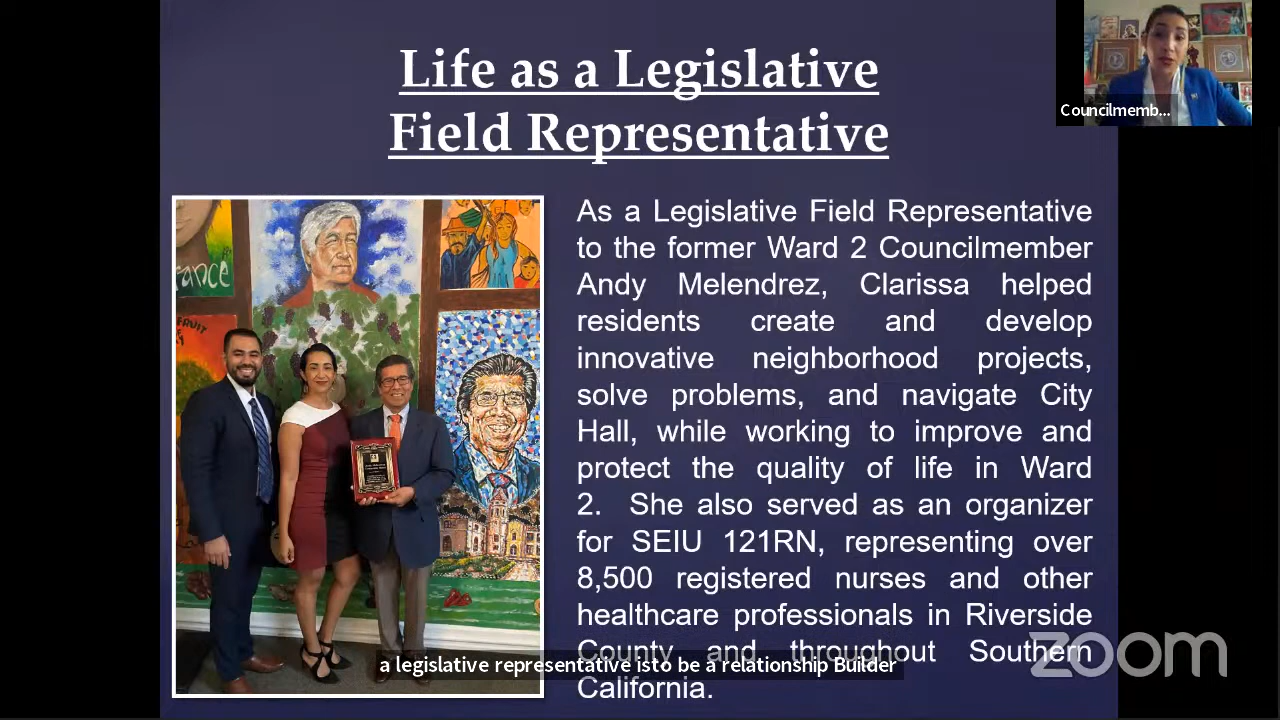 Life as a Legislative
Field Representative
Councilmemb...
rance
FRUIT
As a Legislative Field Representative
to the former Ward 2 Councilmember
Andy Melendrez, Clarissa helped
residents create and develop
innovative neighborhood projects,
solve problems, and navigate City
Hall, while working to improve and
protect the quality of life in Ward
2. She also served as an organizer
for SEIU 121RN, representing over
8,500 registered nurses and other
healthcare professionals in Riverside
County and throughout Southern
California.
a legislative representative isto be a relationship Builder
zoom